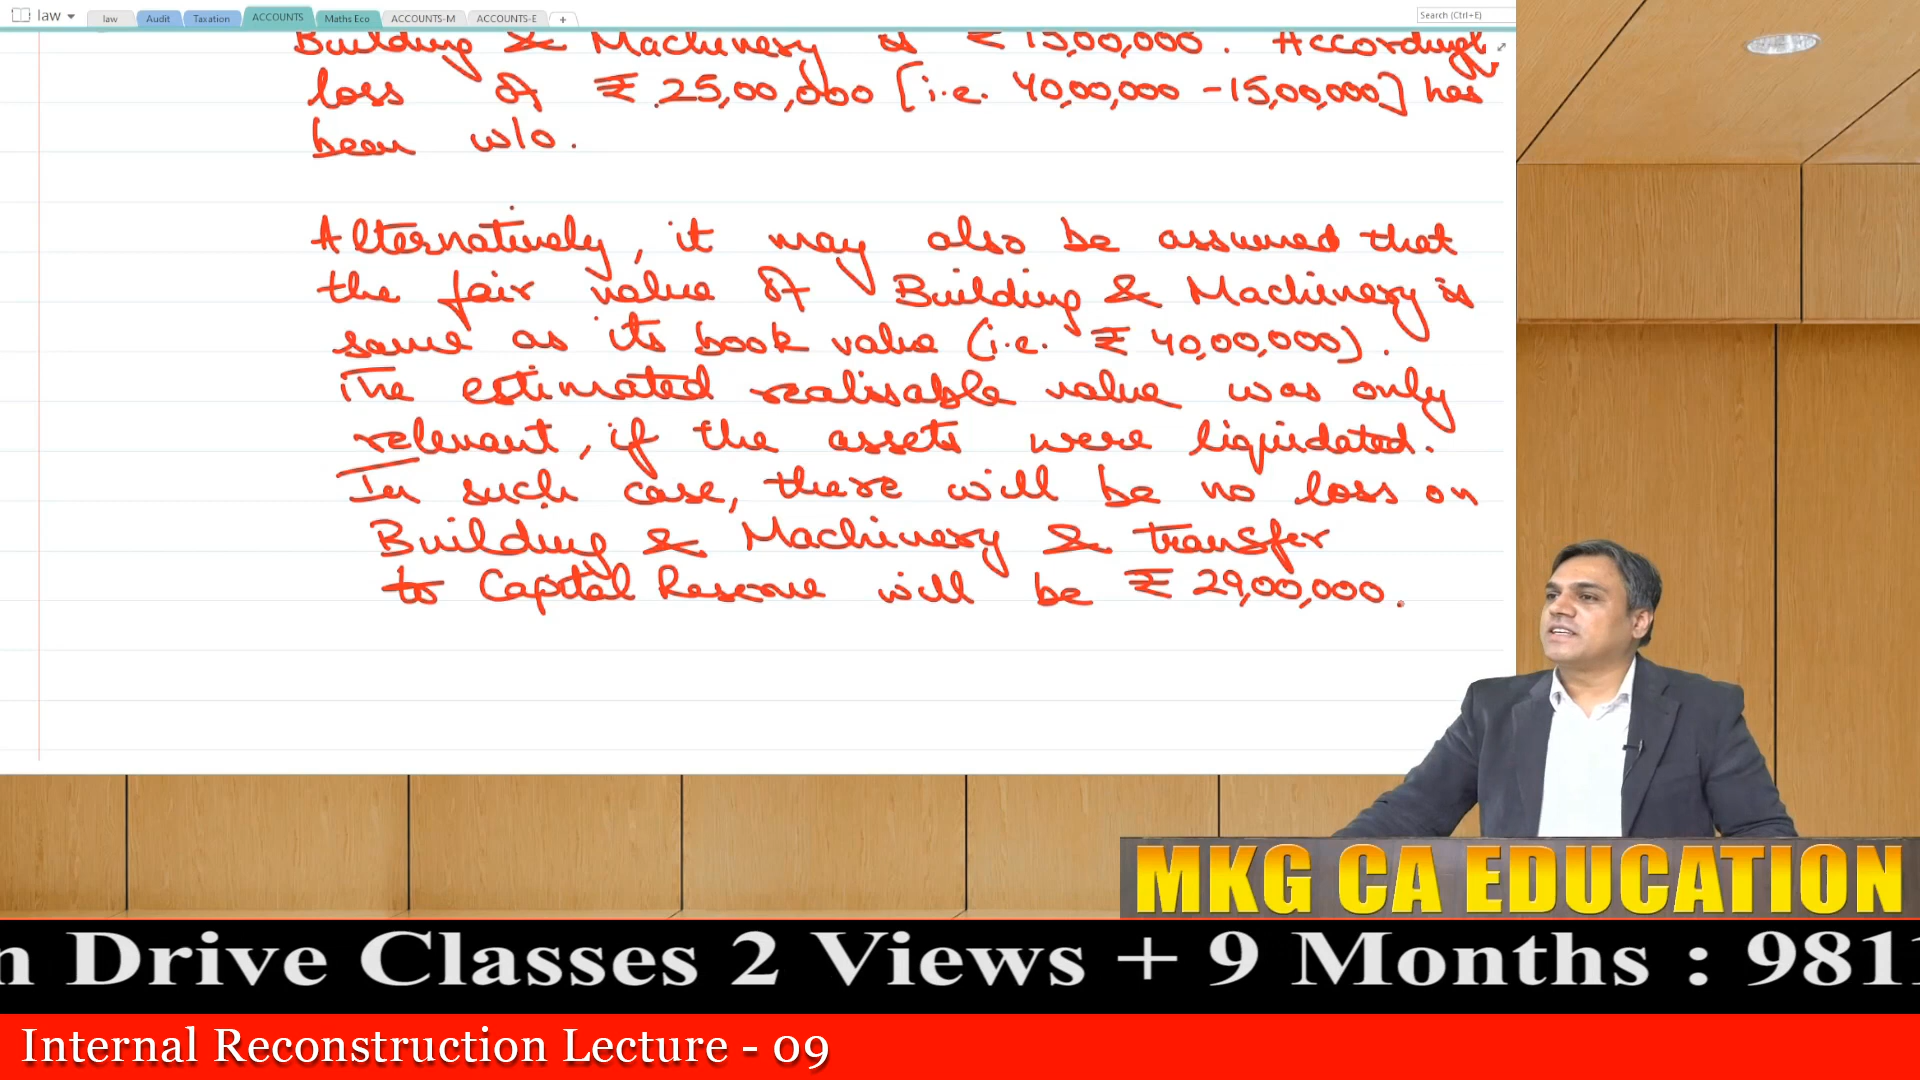 law
law Audit Taxation ACCOUNTS Maths Eco ACCOUNTS-M ACCOUNTS-E +
Search (Ctrl+E)
Building & Machinery is ₹ 15,00,000. Accordingly
loss of ₹ 25,00,000 [i.e. 40,00,000 - 15,00,000] has
been w/o.
Alternatively, it may also be assumed that
the fair value of Building & Machinery is
same as its book value (i.e. ₹ 40,00,000).
The estimated realisable value was only
relevant, if the assets were liquidated.
In such case, there will be no loss on
Building & Machinery & transfer
to Capital Reserve will be ₹ 29,00,000.
MKG CA EDUCATION
n Drive Classes 2 Views + 9 Months : 981
Internal Reconstruction Lecture - 09